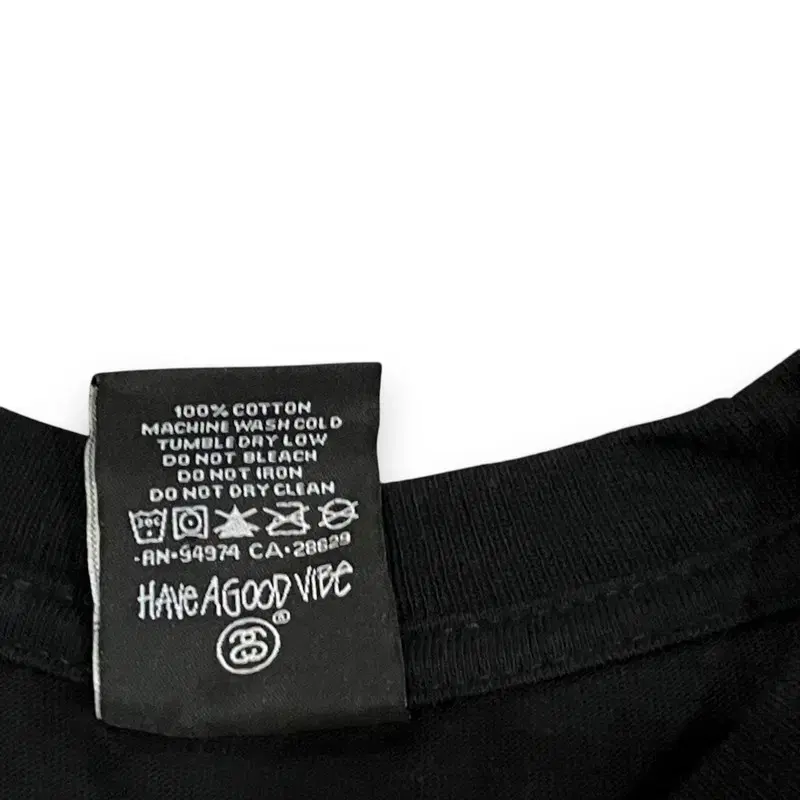 100% COTTON
MACHINE WASH COLD
TUMBLE DRY LOW
DO NOT BLEACH
DO NOT IRON
DO NOT DRY CLEAN
30C
·RN·94974 CA·28629
HAVE A GOOD VIBE
®